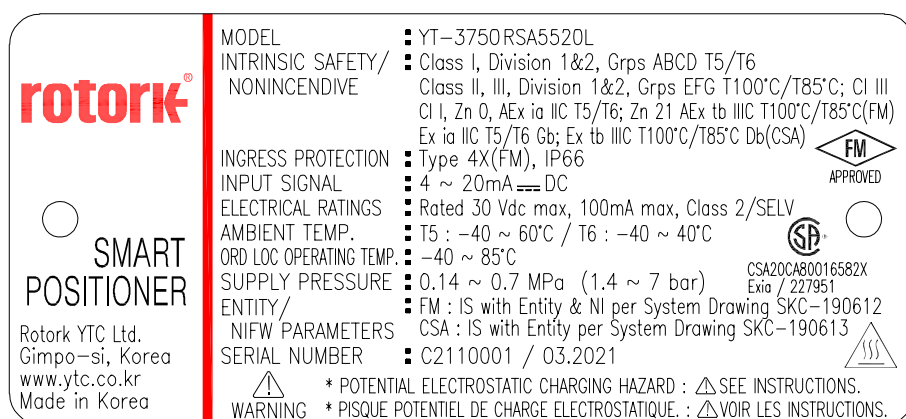 rotork®
SMART
POSITIONER
Rotork YTC Ltd.
Gimpo-si, Korea
www.ytc.co.kr
Made in Korea
MODEL : YT-3750RSA5520L
INTRINSIC SAFETY/ : Class I, Division 1&2, Grps ABCD T5/T6
NONINCENDIVE Class II, III, Division 1&2, Grps EFG T100°C/T85°C; Cl III
Cl I, Zn 0, AEx ia IIC T5/T6; Zn 21 AEx tb IIIC T100°C/T85°C(FM)
Ex ia IIC T5/T6 Gb; Ex tb IIIC T100°C/T85°C Db(CSA)
INGRESS PROTECTION : Type 4X(FM), IP66
FM
APPROVED
INPUT SIGNAL : 4 ~ 20mA ⎓ DC
ELECTRICAL RATINGS : Rated 30 Vdc max, 100mA max, Class 2/SELV
AMBIENT TEMP. : T5 : -40 ~ 60°C / T6 : -40 ~ 40°C
ORD LOC OPERATING TEMP. : -40 ~ 85°C
SA
CSA20CA80016582X
Exia / 227951
SUPPLY PRESSURE : 0.14 ~ 0.7 MPa (1.4 ~ 7 bar)
ENTITY/ : FM : IS with Entity & NI per System Drawing SKC-190612
NIFW PARAMETERS CSA : IS with Entity per System Drawing SKC-190613
SERIAL NUMBER : C2110001 / 03.2021
WARNING
* POTENTIAL ELECTROSTATIC CHARGING HAZARD : ⚠ SEE INSTRUCTIONS.
* PISQUE POTENTIEL DE CHARGE ELECTROSTATIQUE. : ⚠ VOIR LES INSTRUCTIONS.